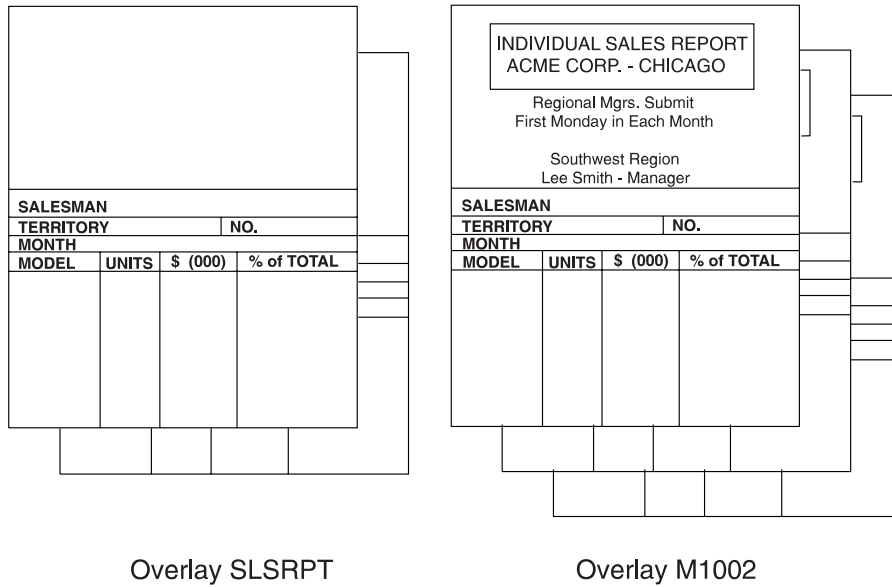 SALESMAN
TERRITORY NO.
MONTH
MODEL UNITS $ (000) % of TOTAL
Overlay SLSRPT
INDIVIDUAL SALES REPORT
ACME CORP. - CHICAGO
Regional Mgrs. Submit
First Monday in Each Month
Southwest Region
Lee Smith - Manager
SALESMAN
TERRITORY NO.
MONTH
MODEL UNITS $ (000) % of TOTAL
Overlay M1002